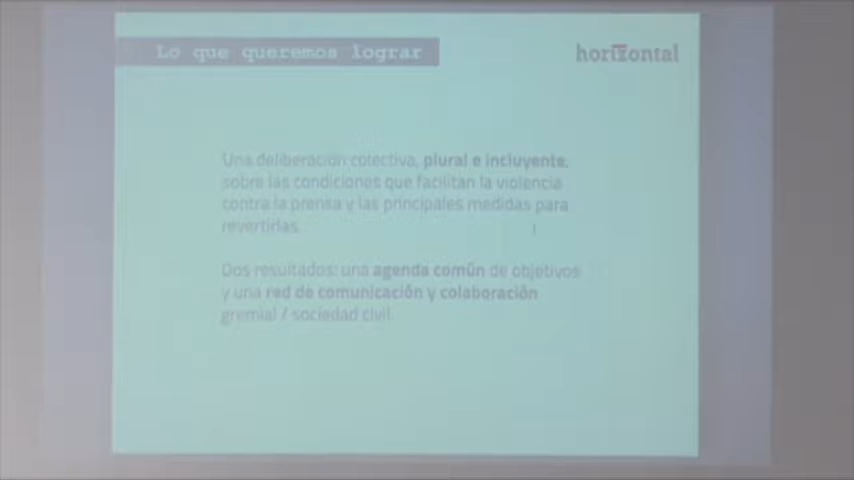 Lo que queremos lograr
horizontal
Una deliberación colectiva, plural e incluyente,
sobre las condiciones que facilitan la violencia
contra la prensa y las principales medidas para
revertirlas.
Dos resultados: una agenda común de objetivos
y una red de comunicación y colaboración
gremial / sociedad civil.